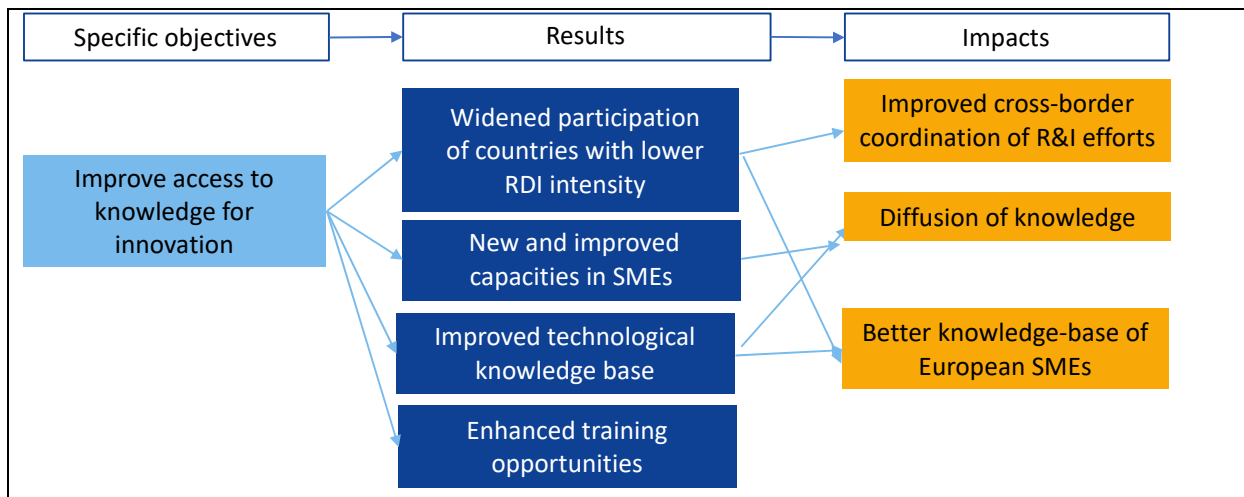 Specific objectives
Results
Impacts
Improve access to
knowledge for
innovation
Widened participation
of countries with lower
RDI intensity
New and improved
capacities in SMEs
Improved technological
knowledge base
Enhanced training
opportunities
Improved cross-border
coordination of R&I efforts
Diffusion of knowledge
Better knowledge-base of
European SMEs